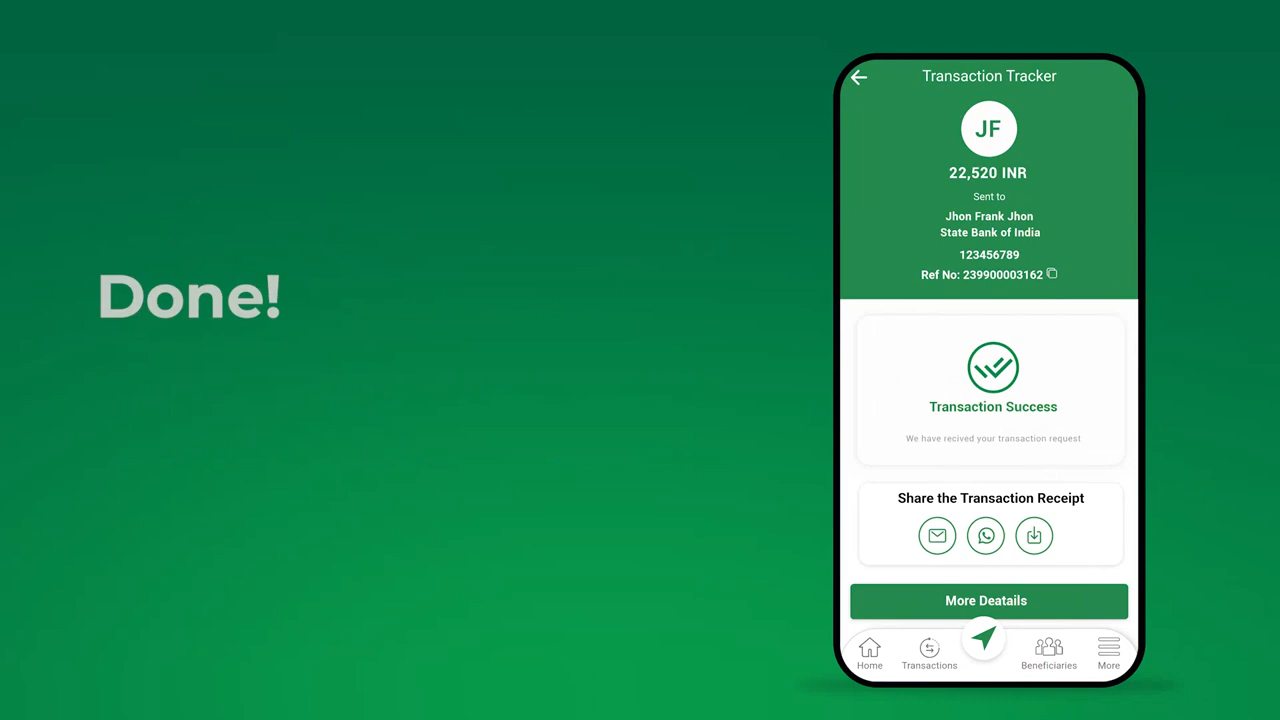 Done!
Transaction Tracker
JF
22,520 INR
Sent to
Jhon Frank Jhon
State Bank of India
123456789
Ref No: 239900003162
Transaction Success
We have recived your transaction request
Share the Transaction Receipt
More Deatails
Home
Transactions
Beneficiaries
More